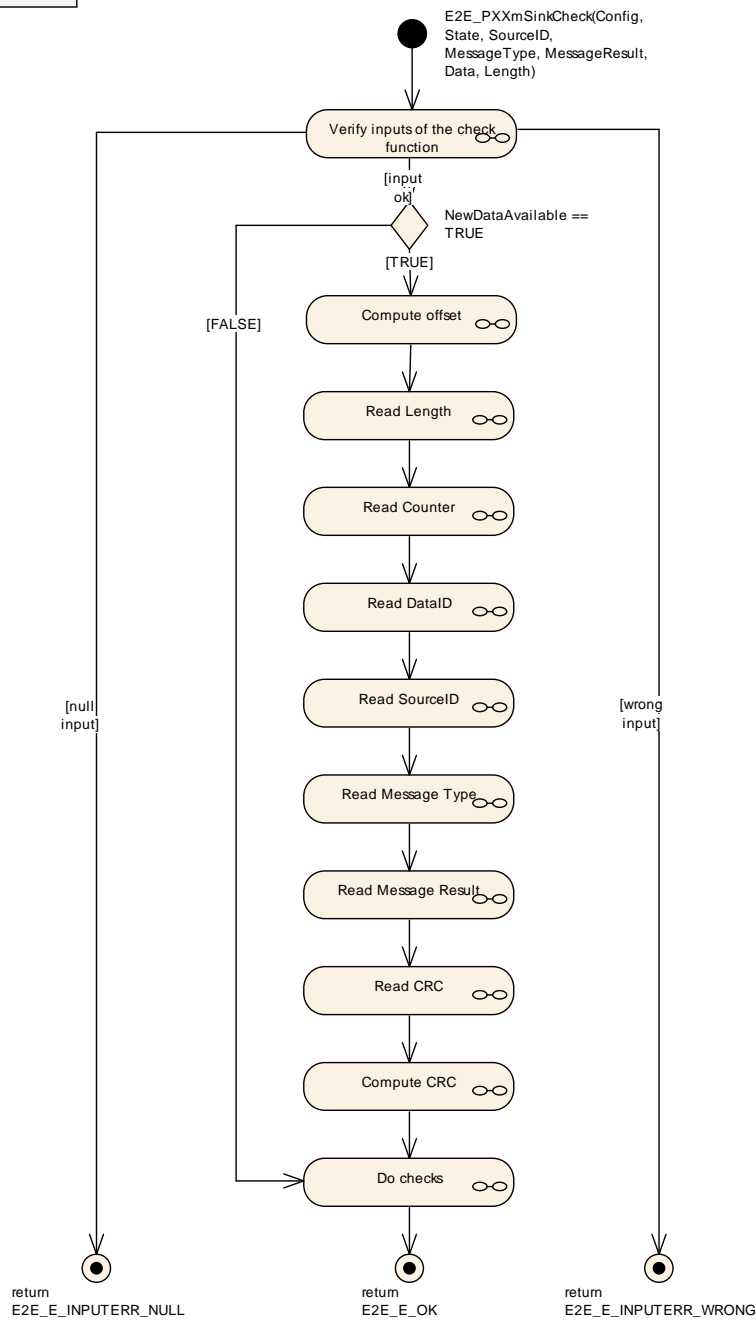 E2E_PXXmSinkCheck(Config,
State, SourceID,
MessageType, MessageResult,
Data, Length)
Verify inputs of the check
function
[input
ok]
NewDataAvailable ==
TRUE
[TRUE]
Compute offset
[FALSE]
Read Length
Read Counter
Read DataID
Read SourceID
[null
input]
[wrong
input]
Read Message Type
Read Message Result
Read CRC
Compute CRC
Do checks
return
E2E_E_INPUTERR_NULL
return
E2E_E_OK
return
E2E_E_INPUTERR_WRONG